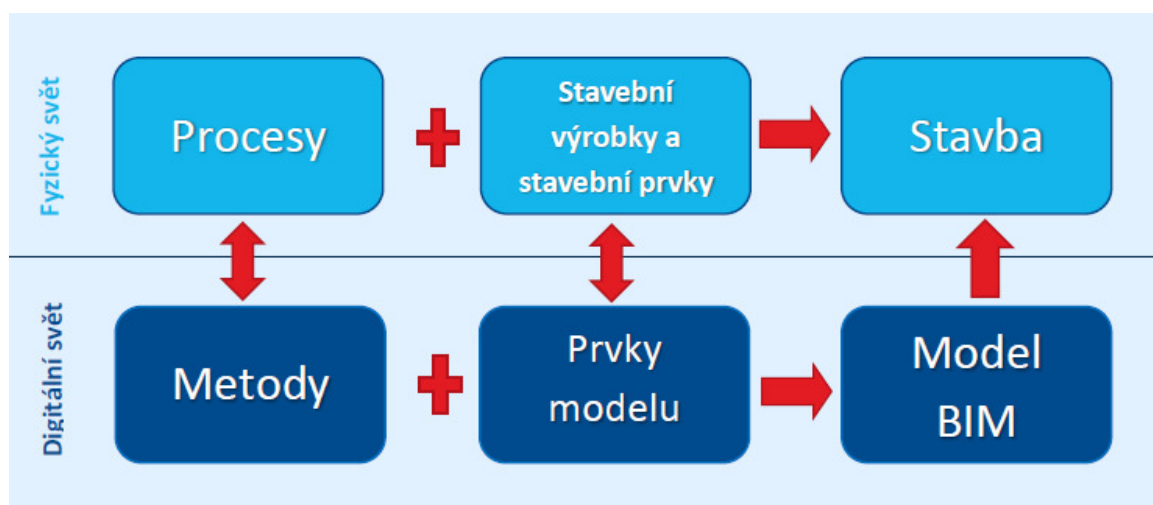 Fyzický svět
Procesy
Stavební
výrobky a
stavební prvky
Stavba
Digitální svět
Metody
Prvky
modelu
Model
BIM